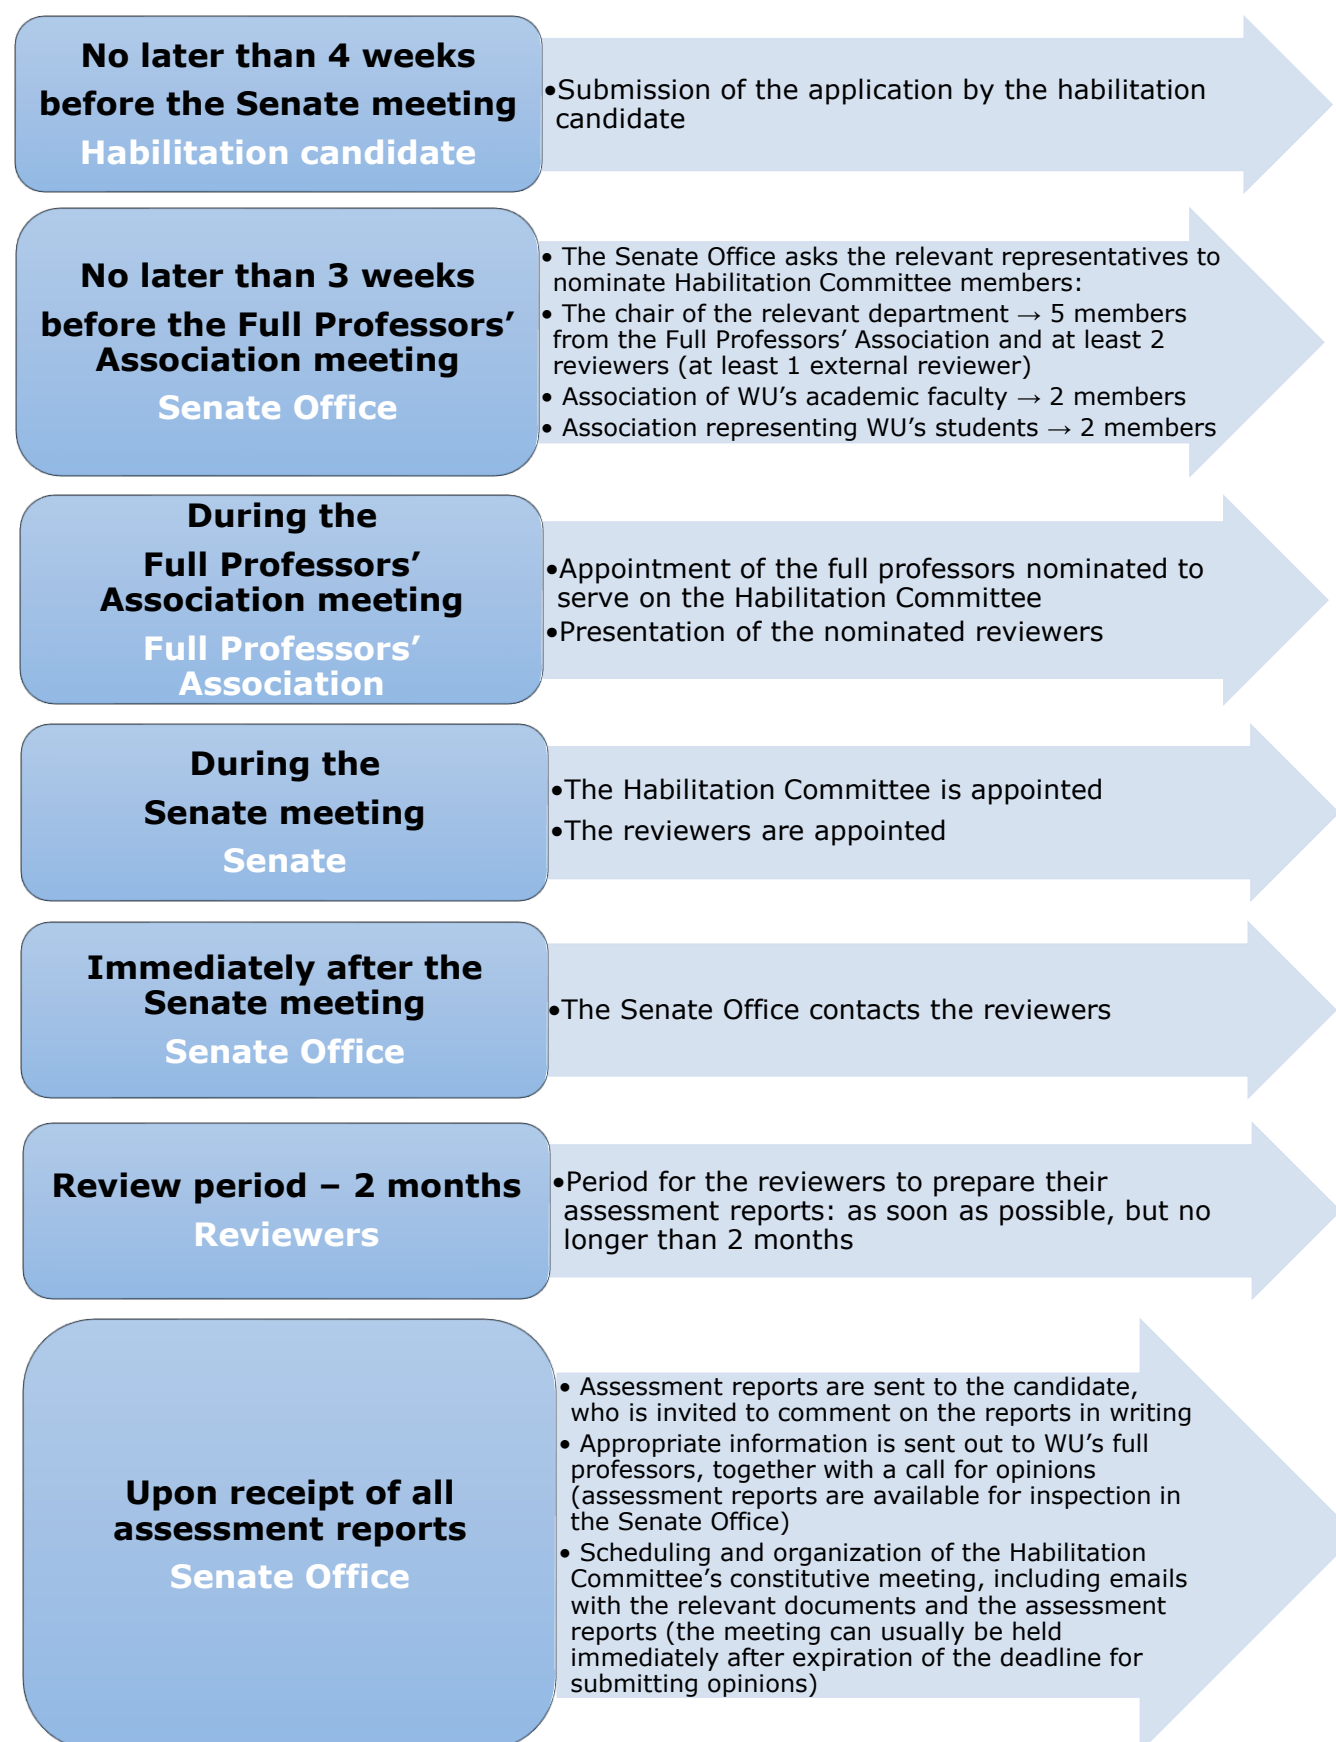 No later than 4 weeks
before the Senate meeting
Habilitation candidate
•Submission of the application by the habilitation
candidate
No later than 3 weeks
before the Full Professors’
Association meeting
Senate Office
• The Senate Office asks the relevant representatives to
nominate Habilitation Committee members:
• The chair of the relevant department → 5 members
from the Full Professors’ Association and at least 2
reviewers (at least 1 external reviewer)
• Association of WU’s academic faculty → 2 members
• Association representing WU’s students → 2 members
During the
Full Professors’
Association meeting
Full Professors’
Association
•Appointment of the full professors nominated to
serve on the Habilitation Committee
•Presentation of the nominated reviewers
During the
Senate meeting
Senate
•The Habilitation Committee is appointed
•The reviewers are appointed
Immediately after the
Senate meeting
Senate Office
•The Senate Office contacts the reviewers
Review period – 2 months
Reviewers
•Period for the reviewers to prepare their
assessment reports: as soon as possible, but no
longer than 2 months
Upon receipt of all
assessment reports
Senate Office
• Assessment reports are sent to the candidate,
who is invited to comment on the reports in writing
• Appropriate information is sent out to WU’s full
professors, together with a call for opinions
(assessment reports are available for inspection in
the Senate Office)
• Scheduling and organization of the Habilitation
Committee’s constitutive meeting, including emails
with the relevant documents and the assessment
reports (the meeting can usually be held
immediately after expiration of the deadline for
submitting opinions)